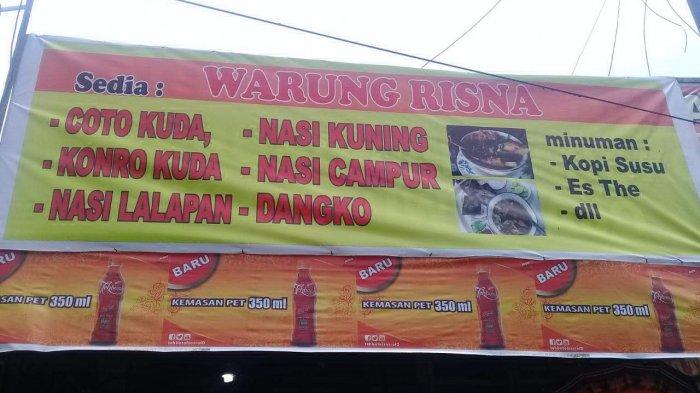 Sedia : WARUNG RISNA
- COTO KUDA,
- KONRO KUDA
- NASI LALAPAN
- NASI KUNING
- NASI CAMPUR
- DANGKO
minuman :
- Kopi Susu
- Es The
- dll
BARU
KEMASAN PET 350 ml
BARU
KEMASAN PET 350 ml
BARU
KEMASAN PET 350 ml
BARU
KEMASAN PET 350 ml